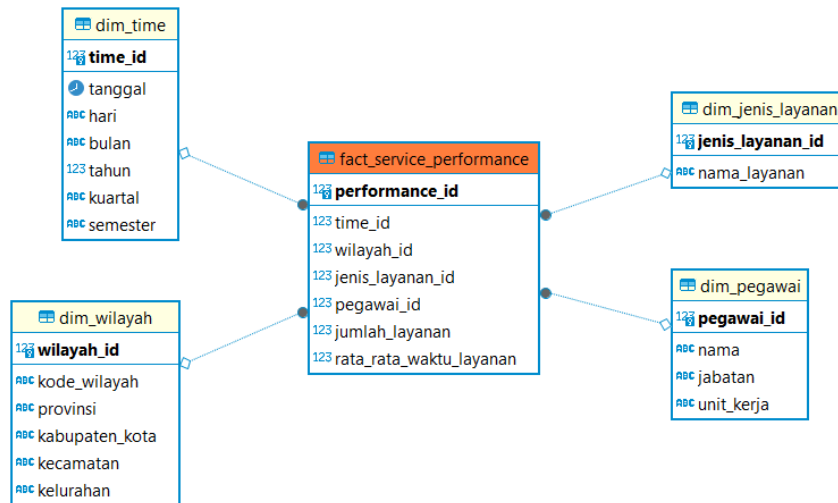 dim_time
time_id
tanggal
hari
bulan
tahun
kuartal
semester
fact_service_performance
performance_id
time_id
wilayah_id
jenis_layanan_id
pegawai_id
jumlah_layanan
rata_rata_waktu_layanan
dim_jenis_layanan
jenis_layanan_id
nama_layanan
dim_wilayah
wilayah_id
kode_wilayah
provinsi
kabupaten_kota
kecamatan
kelurahan
dim_pegawai
pegawai_id
nama
jabatan
unit_kerja